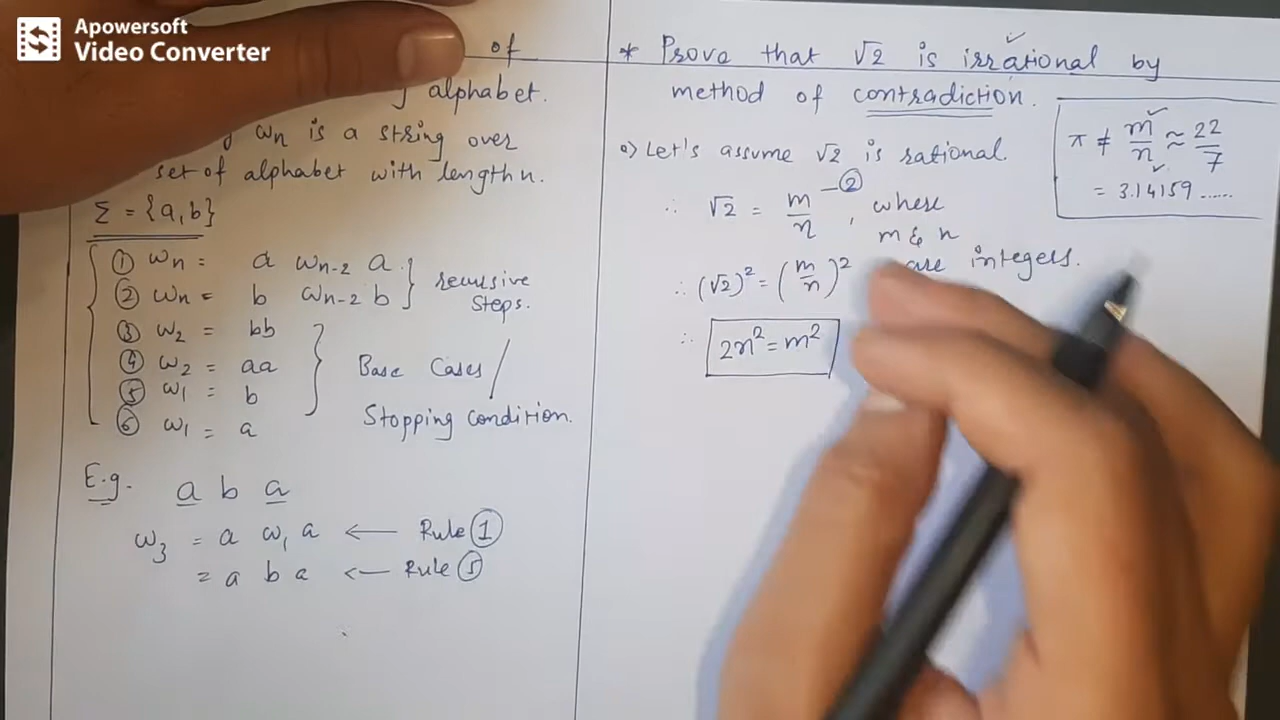 Apowersoft
Video Converter
of
alphabet.
wn is a string over
set of alphabet with length n.
Σ = {a,b}
① wn = a wn-2 a
② wn = b wn-2 b
recursive
steps.
③ w2 = bb
④ w2 = aa
⑤ w1 = b
⑥ w1 = a
Base Cases /
Stopping condition.
E.g. a b a
w3 = a w1 a ← Rule ①
= a b a ← Rule ⑤
* Prove that √2 is irrational by
method of contradiction.
π ≠ m/n ≈ 22/7
= 3.14159......
Let's assume √2 is rational.
∴ √2 = m/n —②, where
m & n
are integers.
∴ (√2)² = (m/n)²
∴ 2n² = m²